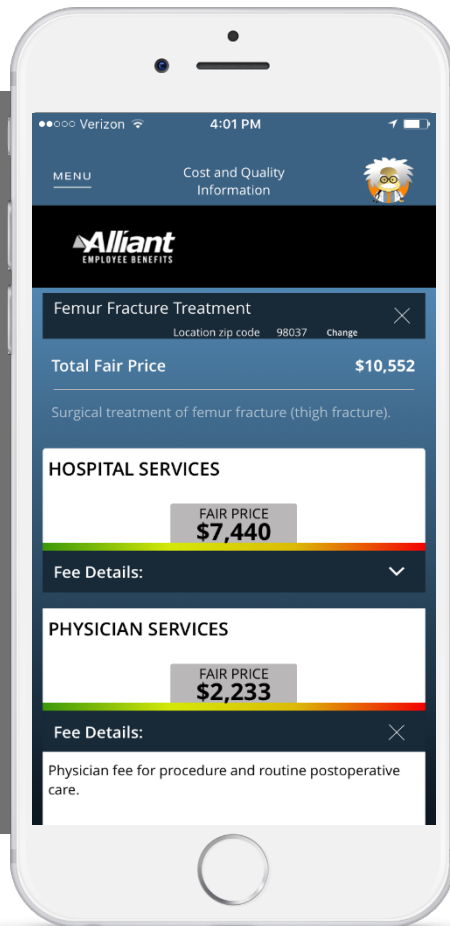 Verizon 4:01 PM
MENU
Cost and Quality
Information
Alliant
EMPLOYEE BENEFITS
Femur Fracture Treatment
Location zip code 98037 Change
Total Fair Price $10,552
Surgical treatment of femur fracture (thigh fracture).
HOSPITAL SERVICES
FAIR PRICE
$7,440
Fee Details:
PHYSICIAN SERVICES
FAIR PRICE
$2,233
Fee Details:
Physician fee for procedure and routine postoperative
care.